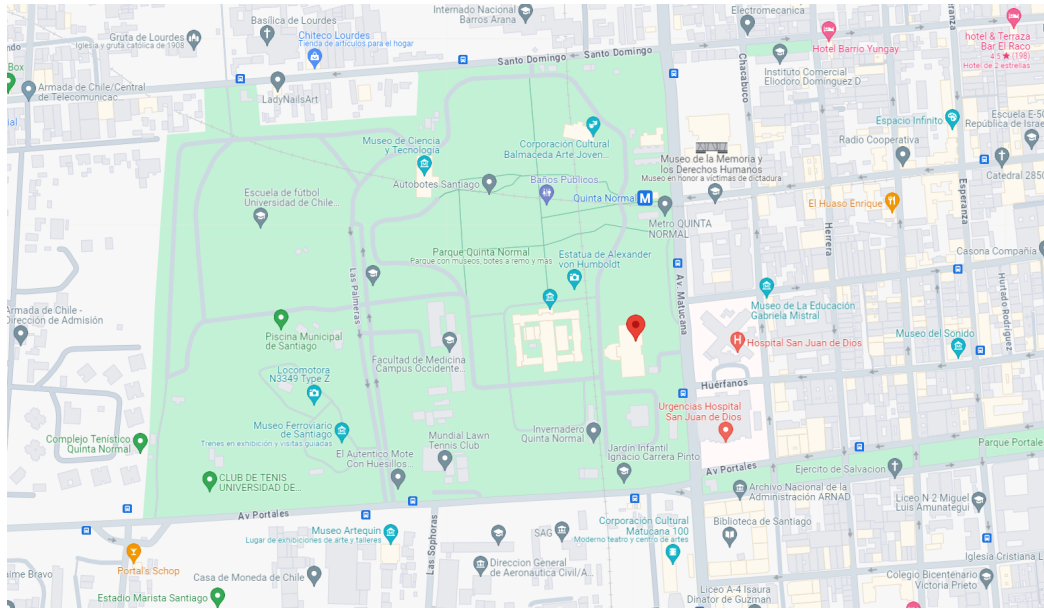 Internado Nacional
Barros Arana
Electromecanica
Basílica de Lourdes
Gruta de Lourdes
Iglesia y gruta católica de 1908
Chiteco Lourdes
Tienda de artículos para el hogar
Santo Domingo
Santo Domingo
Hotel Barrio Yungay
hotel & Terraza
Bar El Raco
4.5 ★ (198)
Hotel de 2 estrellas
Esperanza
Chacabuco
Instituto Comercial
Eliodoro Dominguez D
Box
Armada de Chile/Central
de Telecomunicac...
LadyNailsArt
Espacio Infinito
Escuela E-50
República de Israe
Museo de Ciencia
y Tecnología
Corporación Cultural
Balmaceda Arte Joven...
Radio Cooperativa
Museo de la Memoria y
los Derechos Humanos
Museo en honor a víctimas de dictadura
Catedral 2850
Autobotes Santiago
Baños Públicos
Quinta Normal
M
Metro QUINTA
NORMAL
El Huaso Enrique
Esperanza
Escuela de futbol
Universidad de Chile...
Herrera
Parque Quinta Normal
Parque con museos, botes a remo y más
Estatua de Alexander
von Humboldt
Casona Compañía
Las Palmeras
Av. Matucana
Hurtado Rodríguez
Armada de Chile -
Dirección de Admisión
Museo de La Educación
Gabriela Mistral
Piscina Municipal
de Santiago
Museo del Sonido
H
Hospital San Juan de Dios
Facultad de Medicina
Campus Occidente...
Locomotora
N3349 Type Z
Huérfanos
Urgencias Hospital
San Juan de Dios
Museo Ferroviario
de Santiago
Trenes en exhibición y visitas guiadas
Mundial Lawn
Tennis Club
Invernadero
Quinta Normal
Complejo Tenístico
Quinta Normal
El Autentico Mote
Con Huesillos...
Jardín Infantil
Ignacio Carrera Pinto
Parque Portale
Av Portales
Ejercito de Salvacion
CLUB DE TENIS
UNIVERSIDAD DE...
Archivo Nacional de la
Administración ARNAD
Liceo N 2 Miguel
Luis Amunategui
Av Portales
Museo Artequin
Lugar de exhibiciones de arte y talleres
SAG
Corporación Cultural
Matucana 100
Moderno teatro y centro de artes
Biblioteca de Santiago
Las Sophoras
Portal's Schop
Iglesia Cristiana L
Dirección General
de Aeronautica Civil/A...
aime Bravo
Casa de Moneda de Chile
Colegio Bicentenario
Victoria Prieto
Estadio Marista Santiago
Liceo A-4 Isaura
Dinator de Guzman